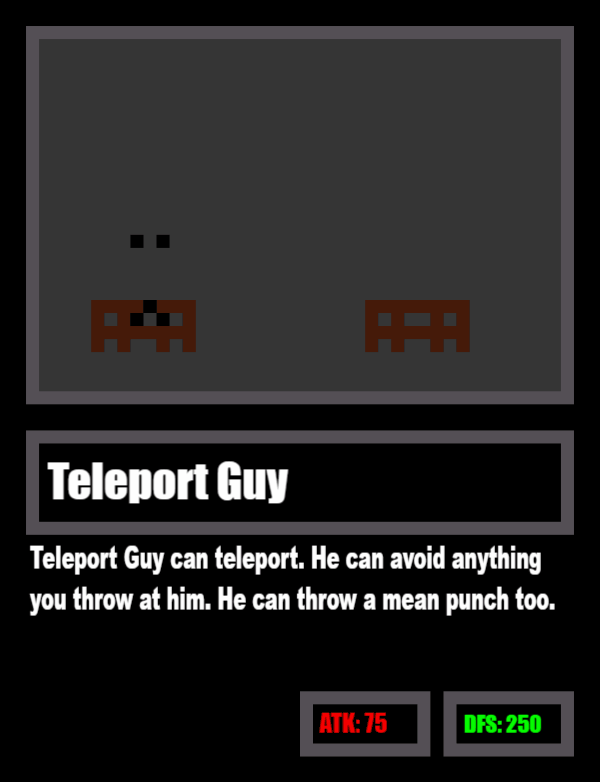 Teleport Guy
Teleport Guy can teleport. He can avoid anything
you throw at him. He can throw a mean punch too.
ATK: 75
DFS: 250